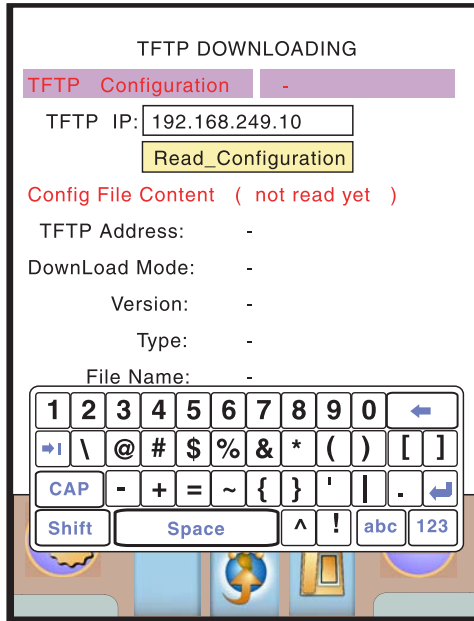 TFTP DOWNLOADING
TFTP Configuration -
TFTP IP: 192.168.249.10
Read_Configuration
Config File Content ( not read yet )
TFTP Address: -
DownLoad Mode: -
Version: -
Type: -
File Name: -
1 2 3 4 5 6 7 8 9 0
\ @ # $ % & * ( ) [ ]
CAP - + = ~ { } ' | .
Shift Space ^ ! abc 123